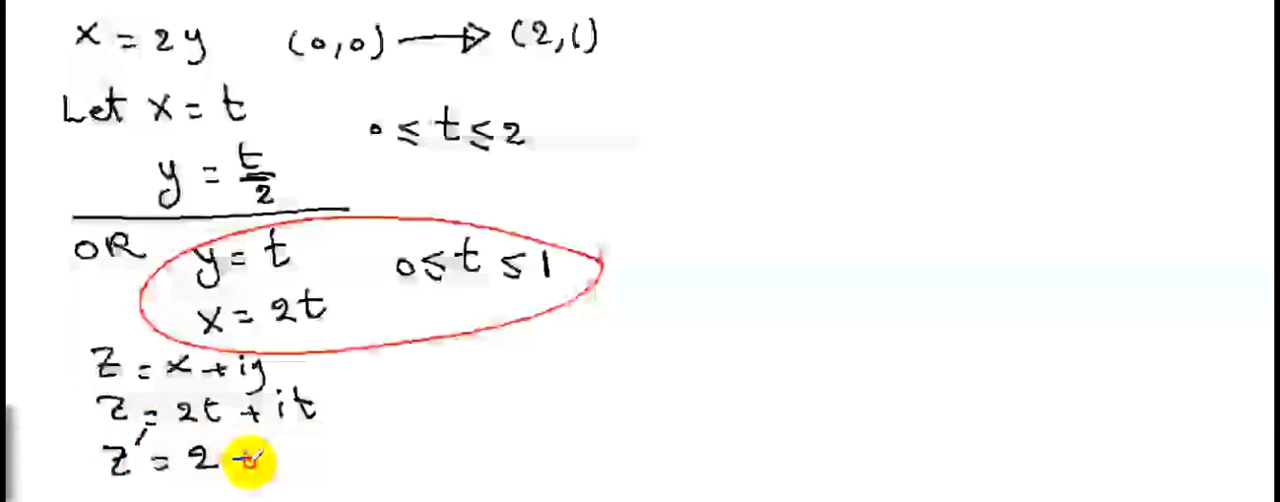 x = 2y (0,0) → (2,1)
Let x = t
0 ≤ t ≤ 2
y = t/2
OR y = t 0 ≤ t ≤ 1
x = 2t
z = x + iy
z = 2t + it
z' = 2 +